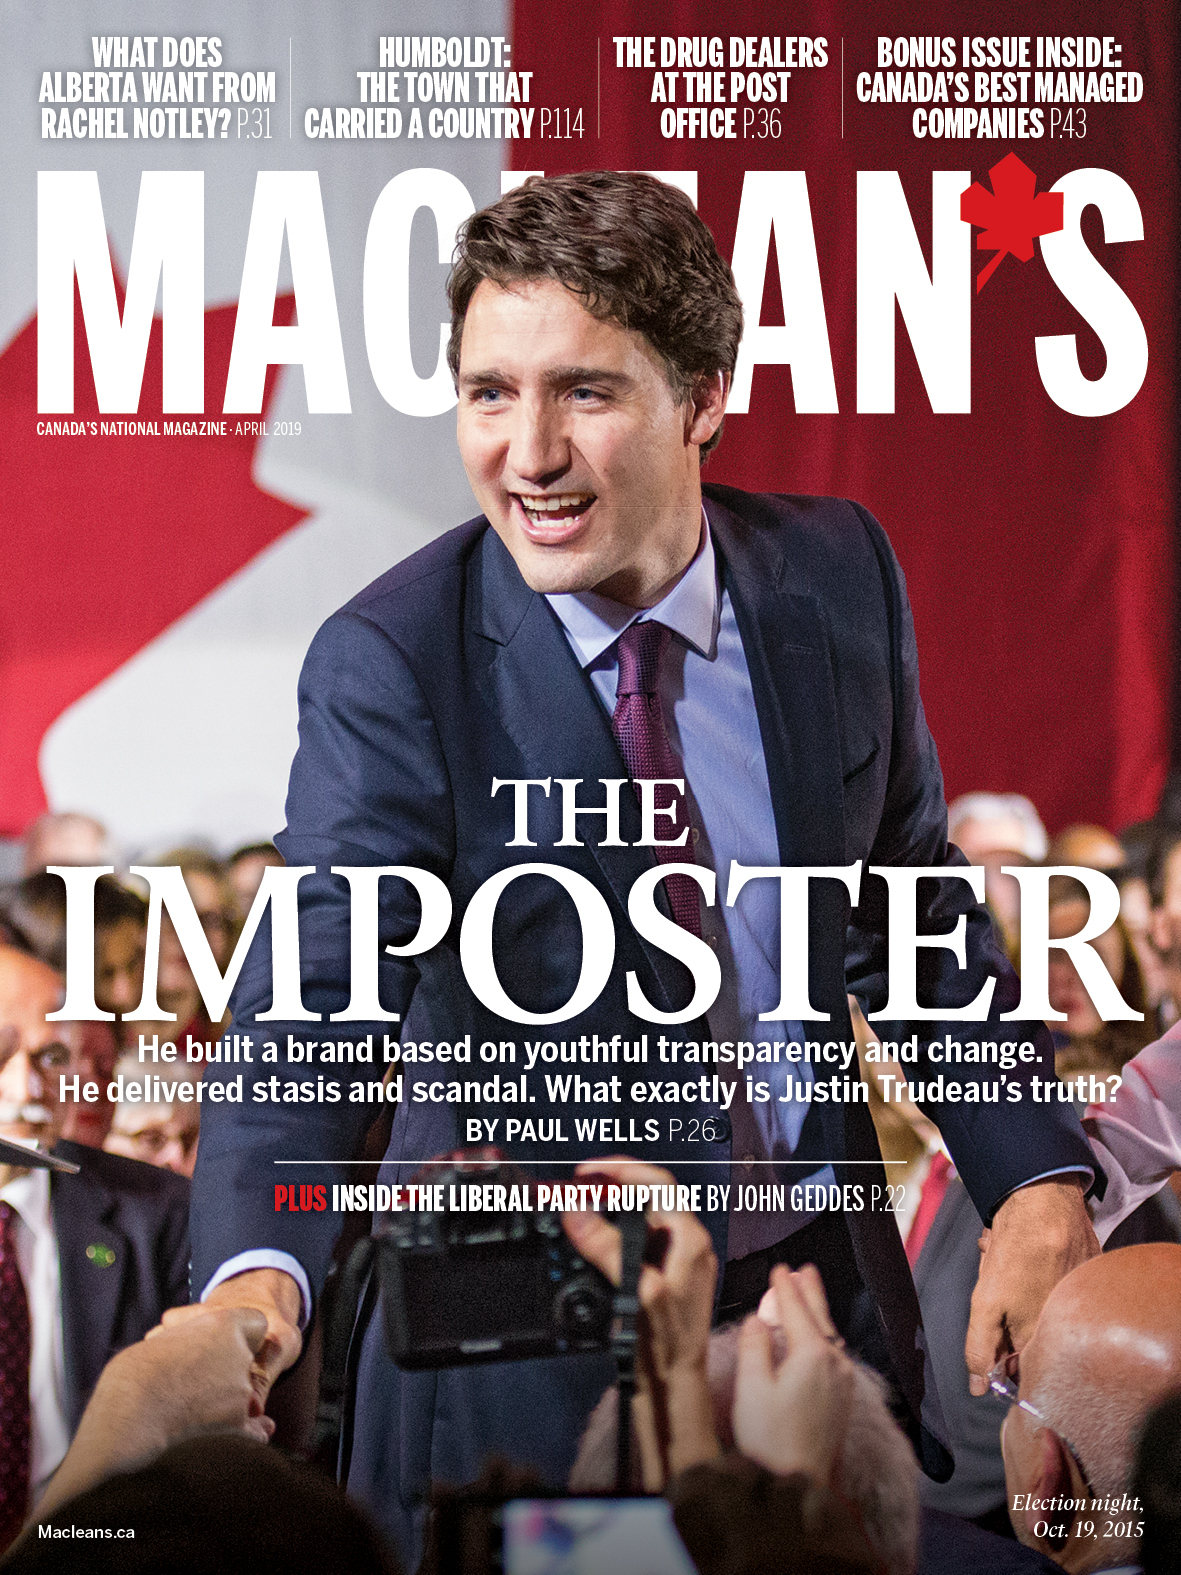 WHAT DOES
ALBERTA WANT FROM
RACHEL NOTLEY? P.31
HUMBOLDT:
THE TOWN THAT
CARRIED A COUNTRY P.114
THE DRUG DEALERS
AT THE POST
OFFICE P.36
BONUS ISSUE INSIDE:
CANADA'S BEST MANAGED
COMPANIES P.43
MACLEAN'S
CANADA'S NATIONAL MAGAZINE · APRIL 2019
THE
IMPOSTER
He built a brand based on youthful transparency and change.
He delivered stasis and scandal. What exactly is Justin Trudeau's truth?
BY PAUL WELLS P.26
PLUS INSIDE THE LIBERAL PARTY RUPTURE BY JOHN GEDDES P.22
Election night,
Oct. 19, 2015
Macleans.ca